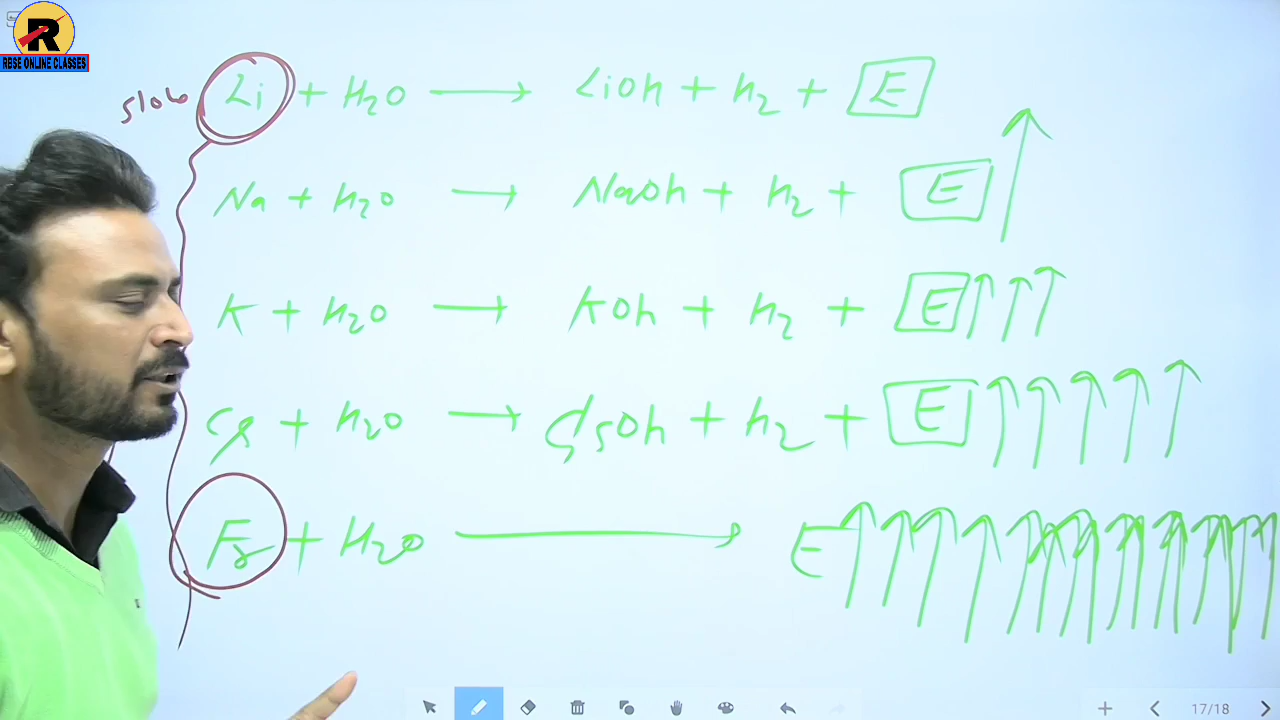 R
RBSE ONLINE CLASSES
slow Li + H2O → LiOh + h2 + E
Na + h2O → NaOh + h2 + E ↑
K + h2O → KOh + h2 + E ↑↑↑
Cs + h2O → CsOh + h2 + E ↑↑↑↑↑
Fr + H2O → E ↑↑↑↑↑↑↑↑↑↑↑↑↑↑↑↑
17/18